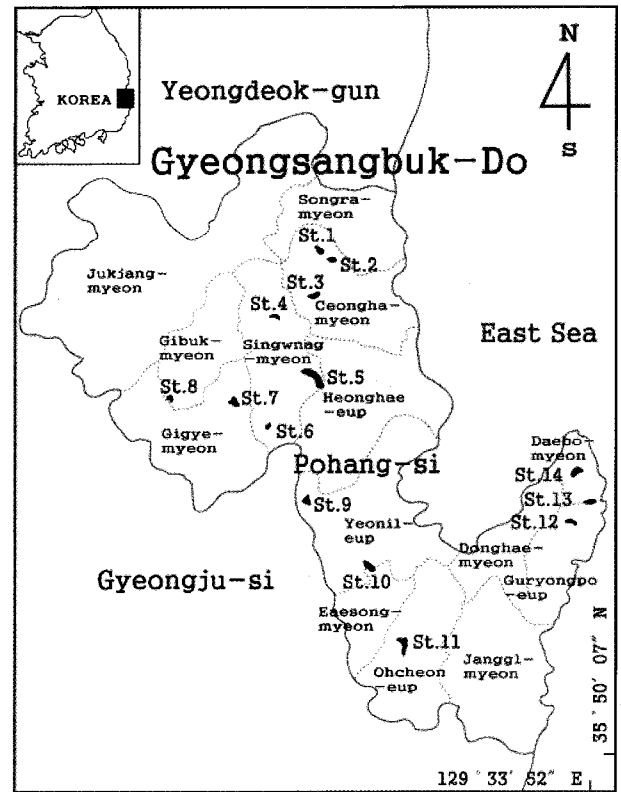 KOREA
Yeongdeok-gun
N
S
Gyeongsangbuk-Do
Songra-
myeon
St.1
St.2
Jukjang-
myeon
St.3
St.4
Ceongha-
myeon
East Sea
Gibuk-
myeon
Singwnag
-myeon
St.5
St.8
St.7
Heonghae
-eup
Gigye-
myeon
St.6
Daebo-
myeon
Pohang-si
St.14
St.13
St.9
St.12
Yeonil-
eup
Donghae-
myeon
Gyeongju-si
St.10
Guryongpo
-eup
Eaesong-
myeon
St.11
Ohcheon
-eup
Janggl-
myeon
35° 50′ 07″ N
129° 33′ 52″ E